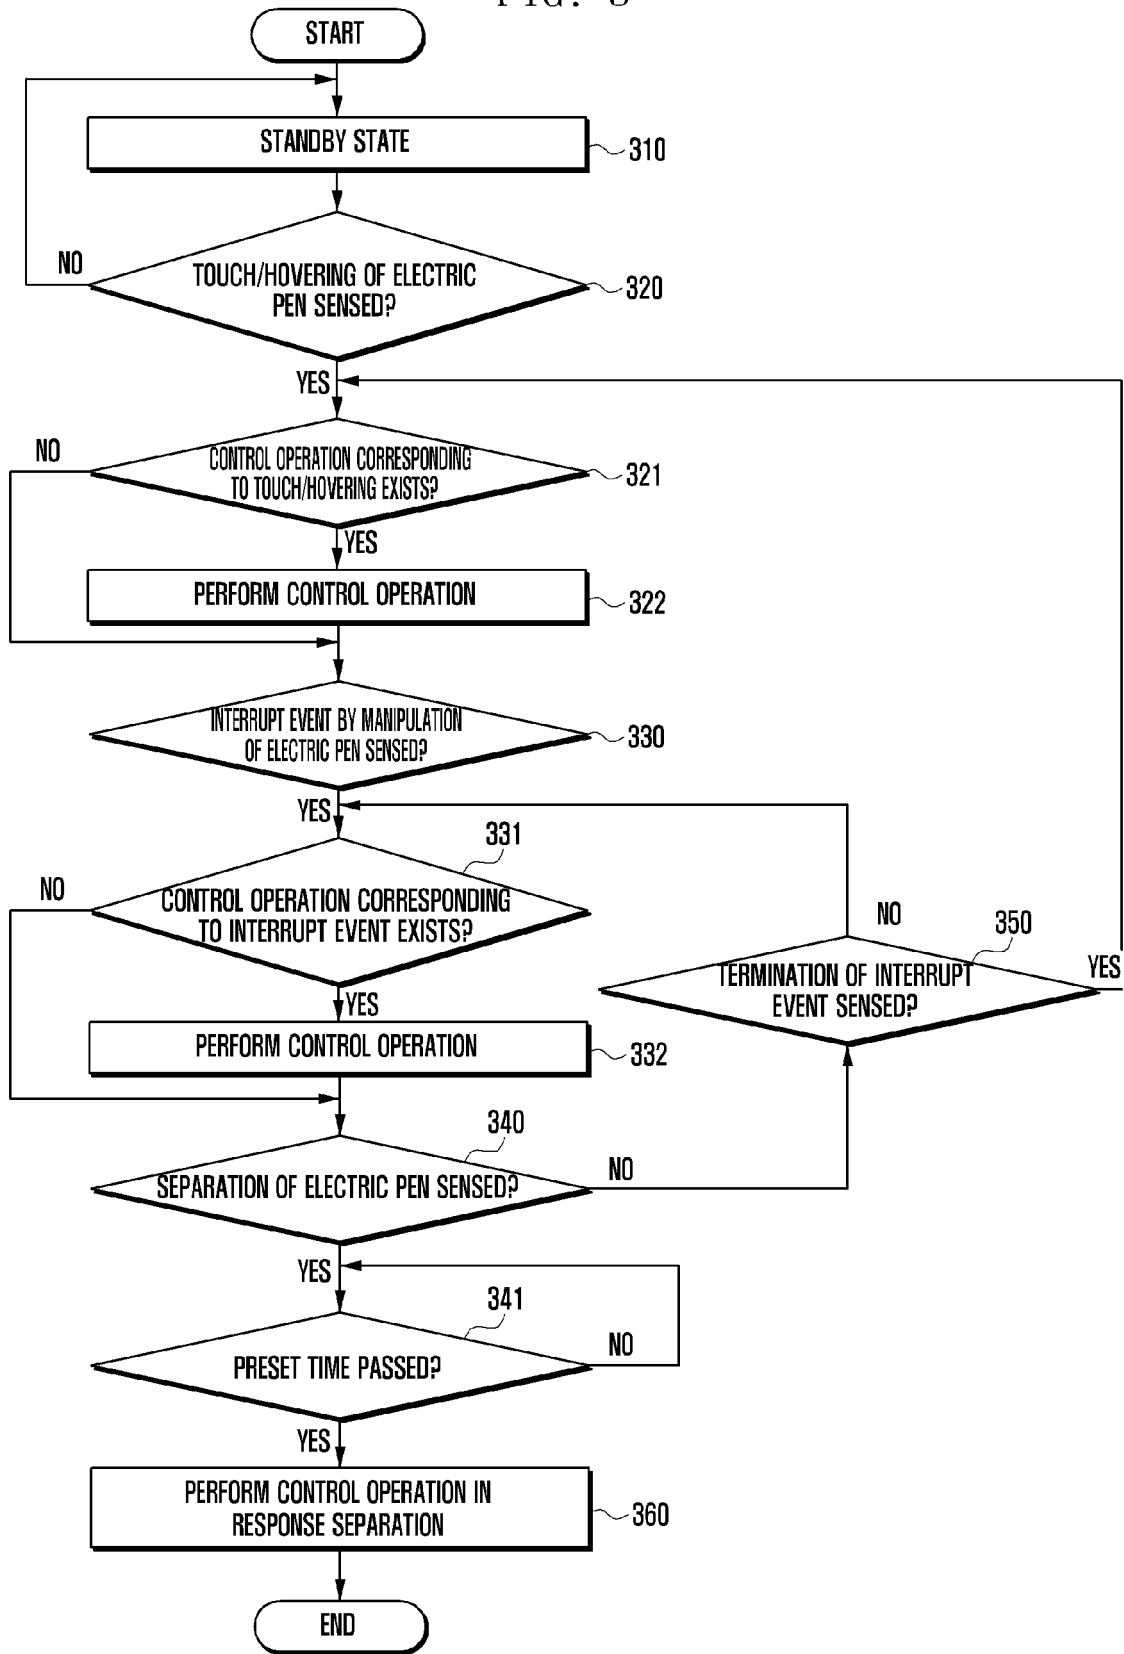 START
STANDBY STATE
310
NO
TOUCH/HOVERING OF ELECTRIC
PEN SENSED?
320
YES
NO
CONTROL OPERATION CORRESPONDING
TO TOUCH/HOVERING EXISTS?
321
YES
PERFORM CONTROL OPERATION
322
INTERRUPT EVENT BY MANIPULATION
OF ELECTRIC PEN SENSED?
330
YES
331
NO
CONTROL OPERATION CORRESPONDING
TO INTERRUPT EVENT EXISTS?
NO
350
TERMINATION OF INTERRUPT
EVENT SENSED?
YES
YES
PERFORM CONTROL OPERATION
332
340
SEPARATION OF ELECTRIC PEN SENSED?
NO
YES
341
PRESET TIME PASSED?
NO
YES
PERFORM CONTROL OPERATION IN
RESPONSE SEPARATION
360
END